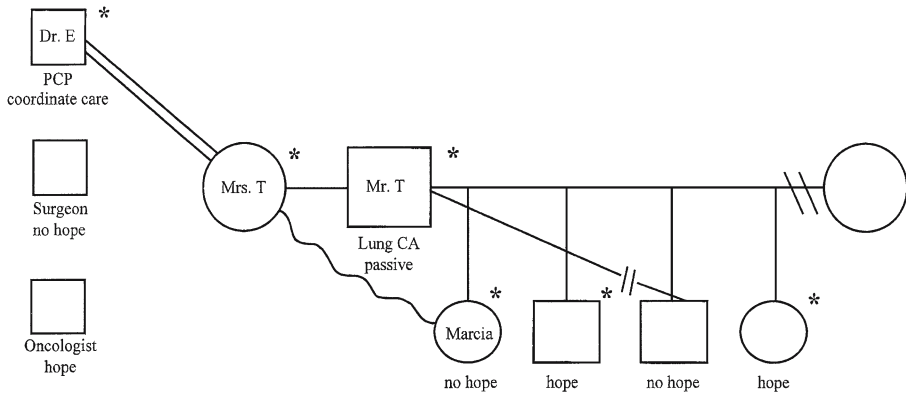 Dr. E *
PCP
coordinate care
Surgeon
no hope
Oncologist
hope
Mrs. T *
Mr. T *
Lung CA
passive
Marcia *
no hope
*
hope
no hope
*
hope